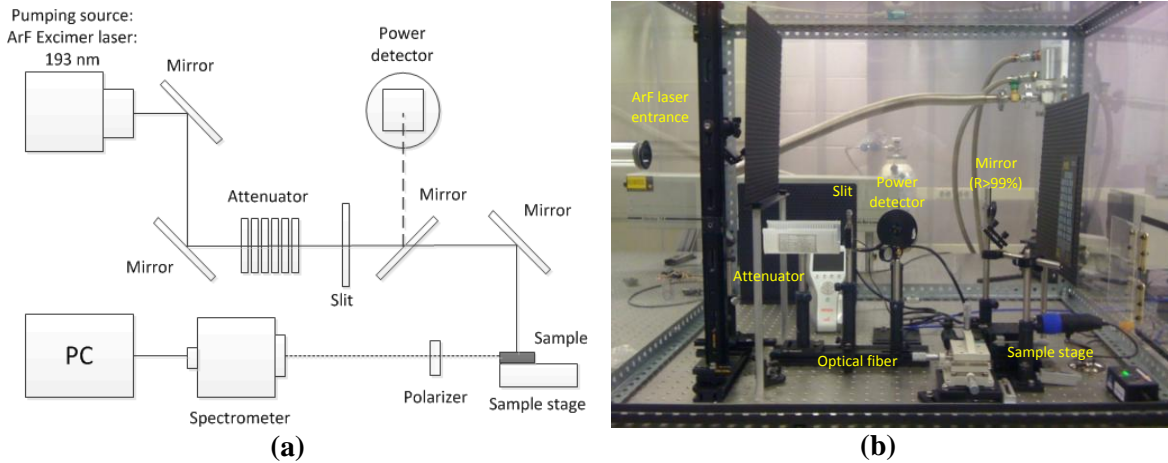 Pumping source:
ArF Excimer laser:
193 nm
Mirror
Power
detector
Attenuator
Mirror
Mirror
Mirror
Slit
PC
Spectrometer
Polarizer
Sample
Sample stage
(a)
ArF laser
entrance
Slit
Power
detector
Mirror
(R>99%)
Attenuator
Optical fiber
Sample stage
(b)